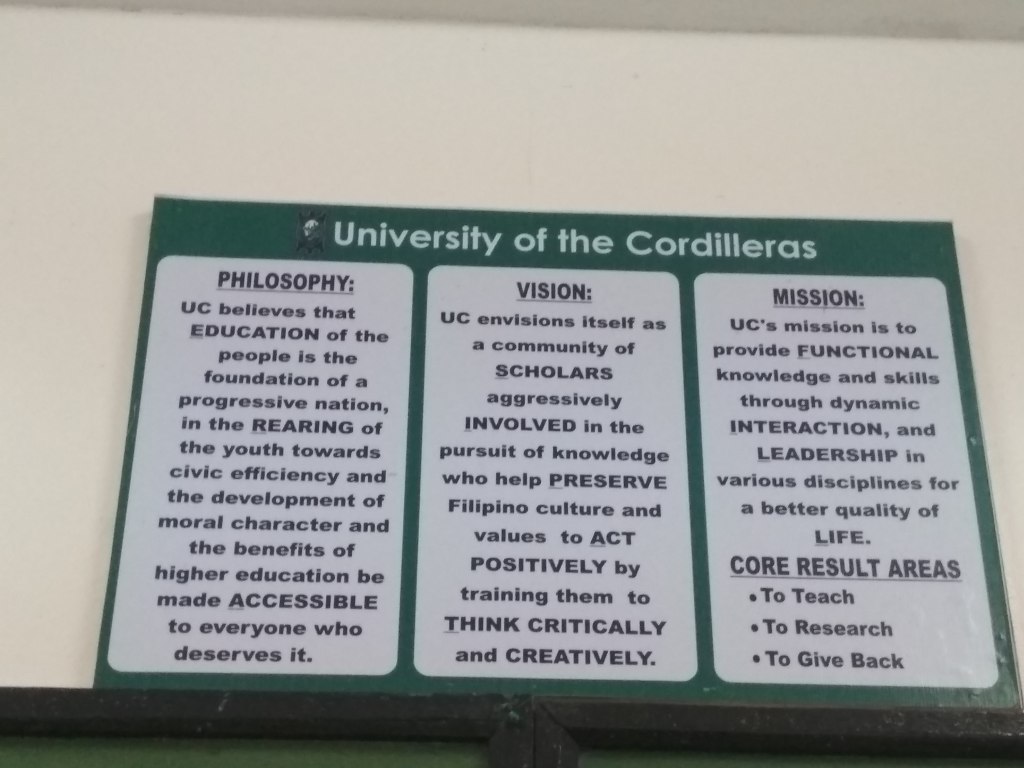 University of the Cordilleras
PHILOSOPHY:
UC believes that
EDUCATION of the
people is the
foundation of a
progressive nation,
in the REARING of
the youth towards
civic efficiency and
the development of
moral character and
the benefits of
higher education be
made ACCESSIBLE
to everyone who
deserves it.
VISION:
UC envisions itself as
a community of
SCHOLARS
aggressively
INVOLVED in the
pursuit of knowledge
who help PRESERVE
Filipino culture and
values to ACT
POSITIVELY by
training them to
THINK CRITICALLY
and CREATIVELY.
MISSION:
UC's mission is to
provide FUNCTIONAL
knowledge and skills
through dynamic
INTERACTION, and
LEADERSHIP in
various disciplines for
a better quality of
LIFE.
CORE RESULT AREAS
• To Teach
• To Research
• To Give Back